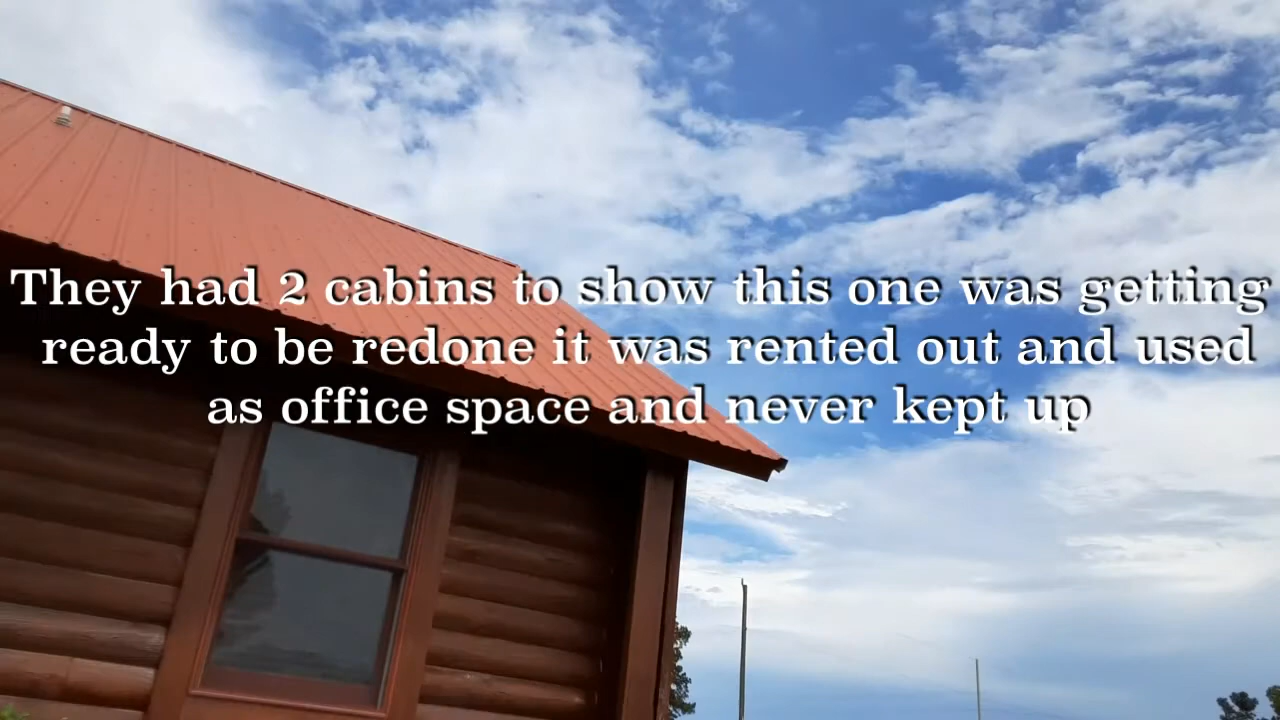 They had 2 cabins to show this one was getting
ready to be redone it was rented out and used
as office space and never kept up